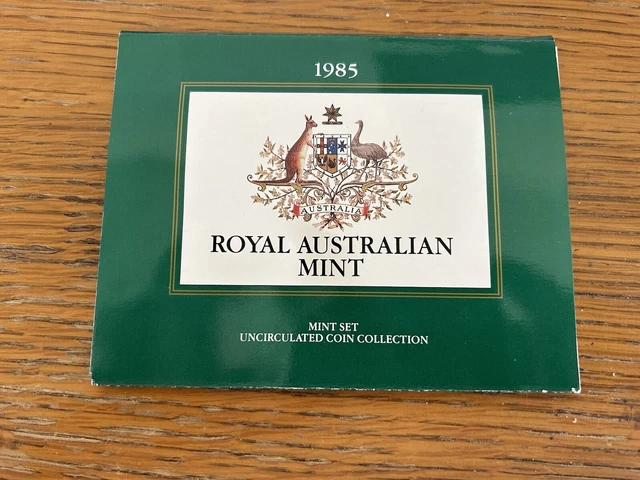 1985
AUSTRALIA
ROYAL AUSTRALIAN
MINT
MINT SET
UNCIRCULATED COIN COLLECTION